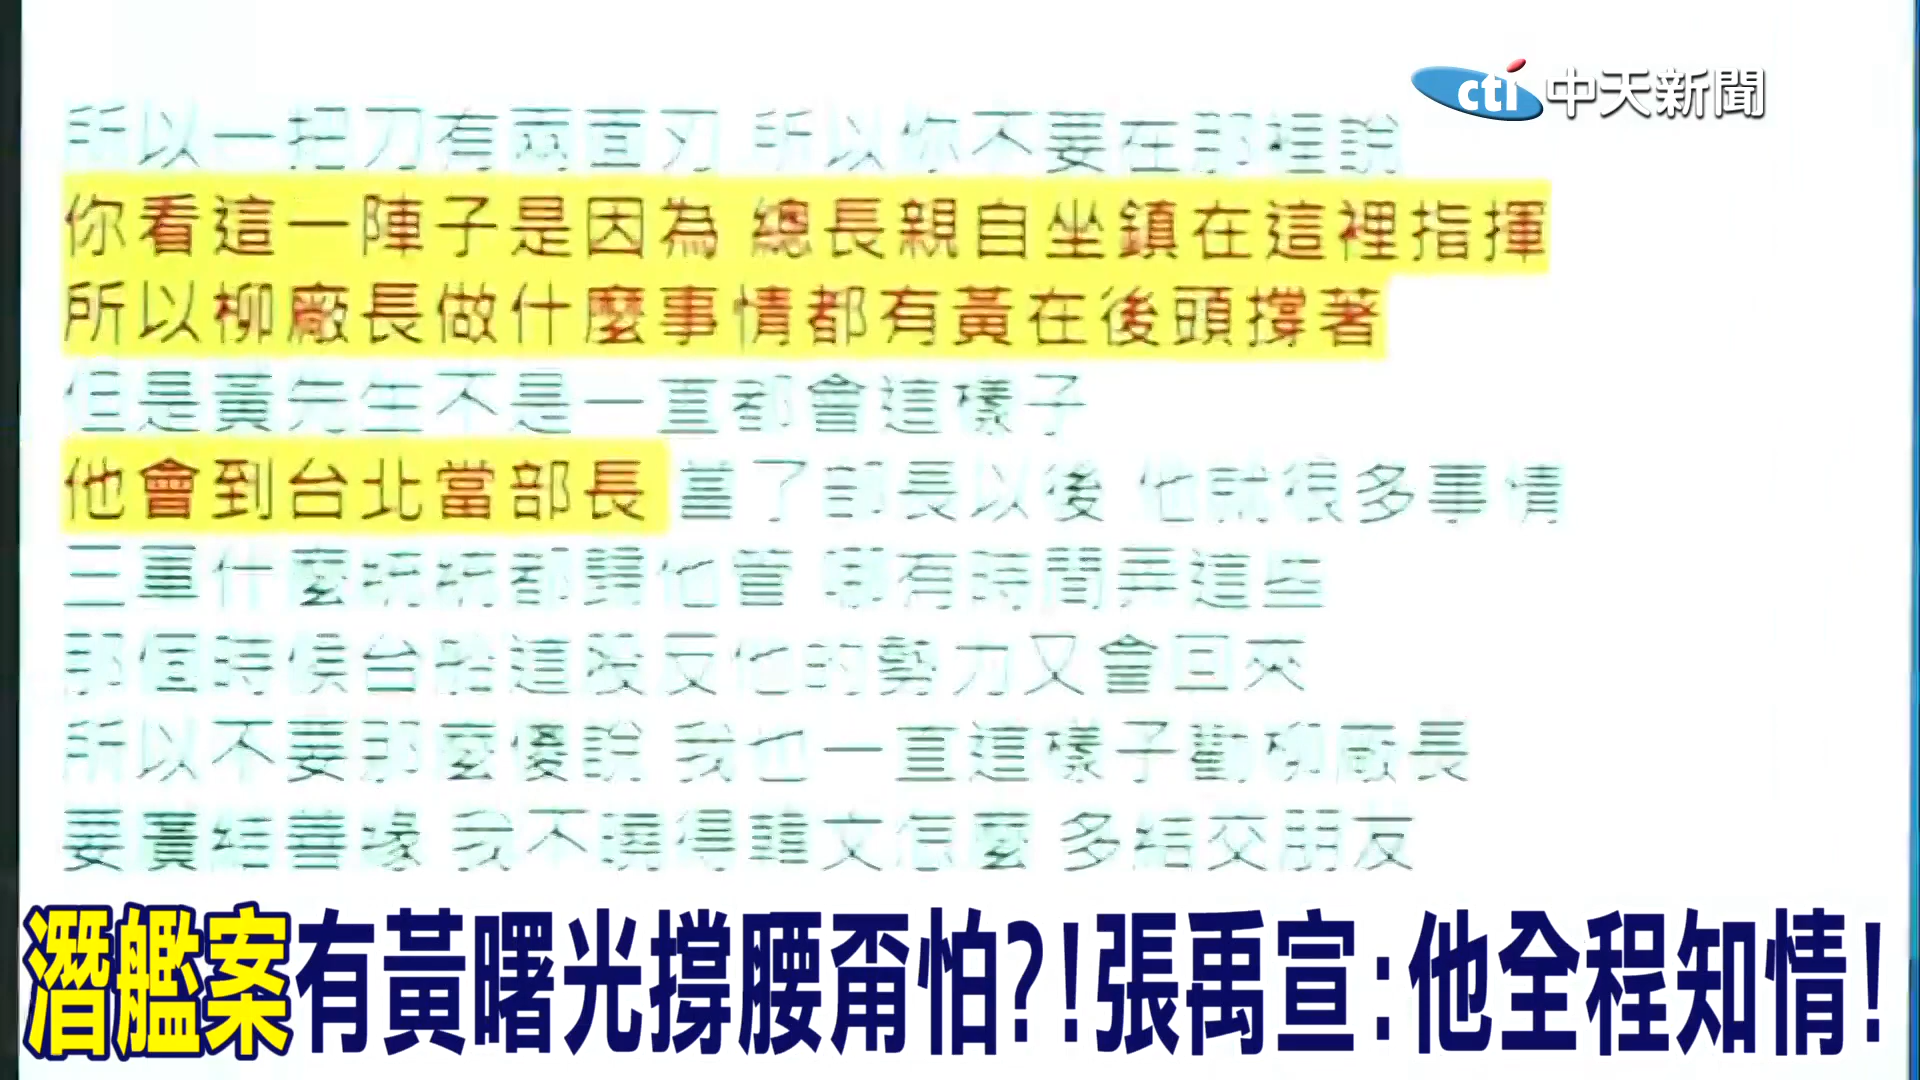 cti 中天新聞
所以一把刀有兩面刃 所以你不要在那裡說
你看這一陣子是因為 總長親自坐鎮在這裡指揮
所以柳廠長做什麼事情都有黃在後頭撐著
但是黃先生不是一直都會這樣子
他會到台北當部長 當了部長以後 他就很多事情
三軍什麼統統都歸他管 哪有時間弄這些
那個時候台船這邊反他的勢力又會回來
所以不要那麼傻說 我也一直這樣子勸柳廠長
要廣結善緣 我不曉得韓文怎麼 多結交朋友
潛艦案有黃曙光撐腰甭怕?!張禹宣:他全程知情!